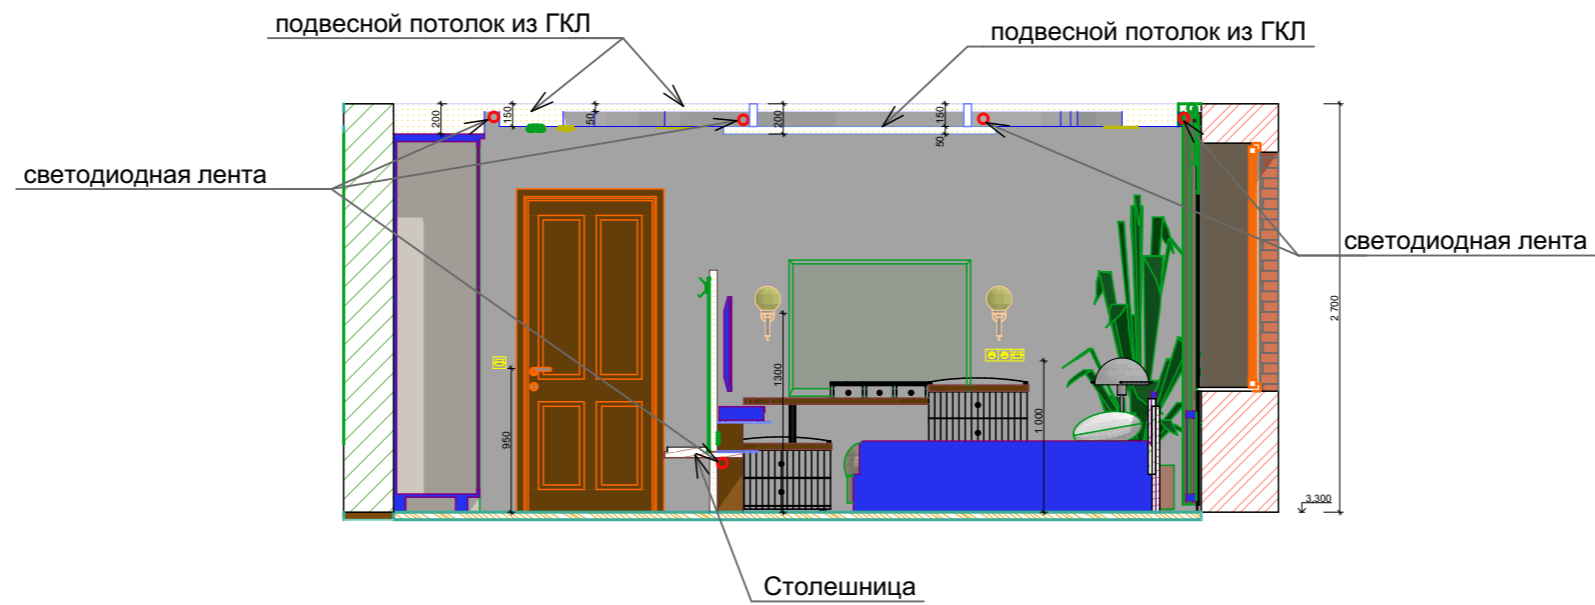 подвесной потолок из ГКЛ
подвесной потолок из ГКЛ
200
150
50
200
150
50
светодиодная лента
светодиодная лента
2 700
1300
950
1 000
3,300
Столешница